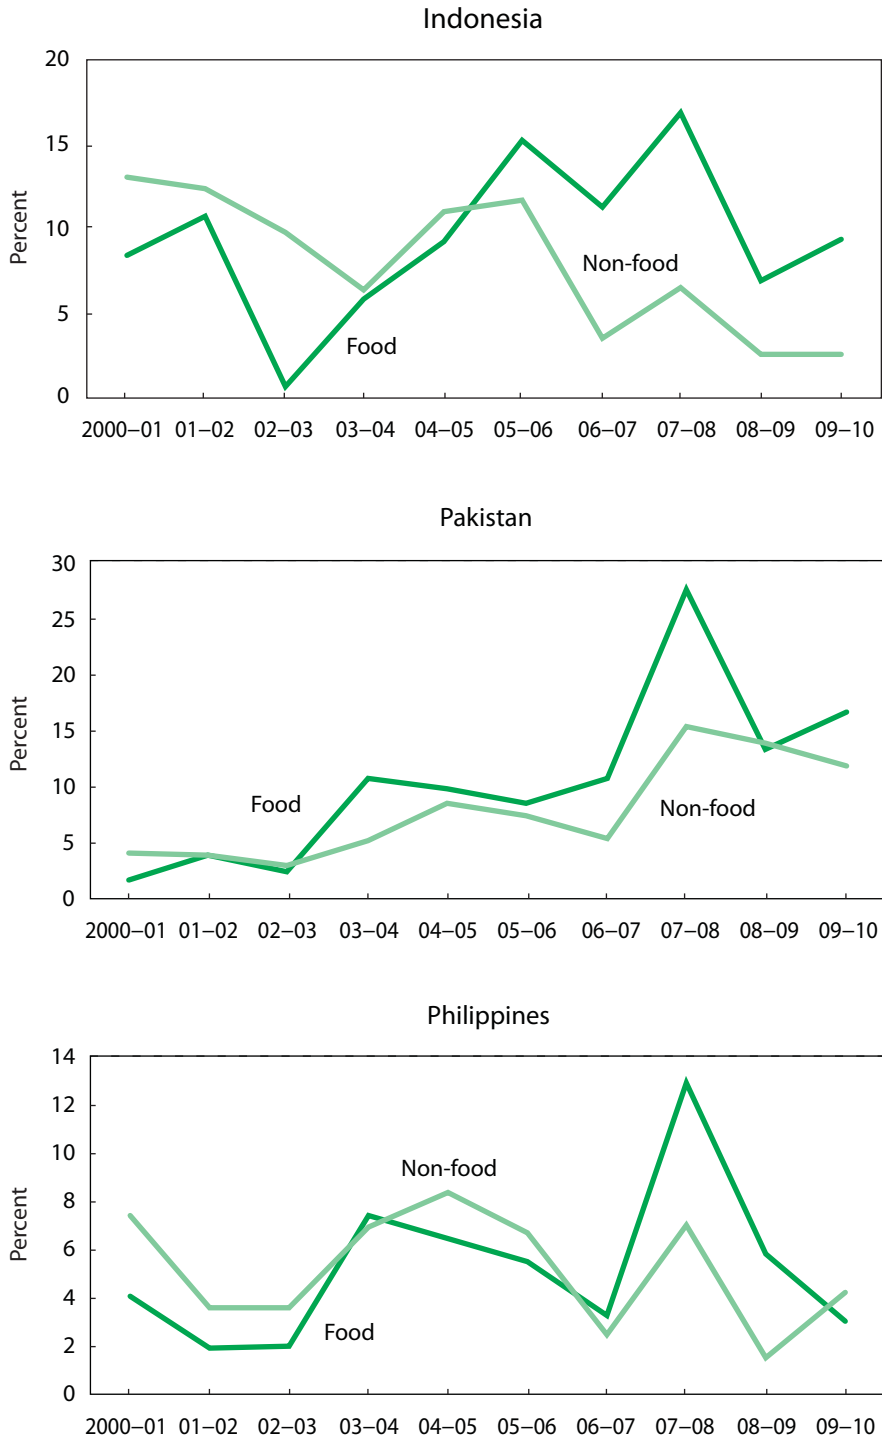 Indonesia
20
15
10
5
0
Percent
Non-food
Food
2000–01 01–02 02–03 03–04 04–05 05–06 06–07 07–08 08–09 09–10
Pakistan
30
25
20
15
10
5
0
Percent
Food
Non-food
2000–01 01–02 02–03 03–04 04–05 05–06 06–07 07–08 08–09 09–10
Philippines
14
12
10
8
6
4
2
0
Percent
Non-food
Food
2000–01 01–02 02–03 03–04 04–05 05–06 06–07 07–08 08–09 09–10